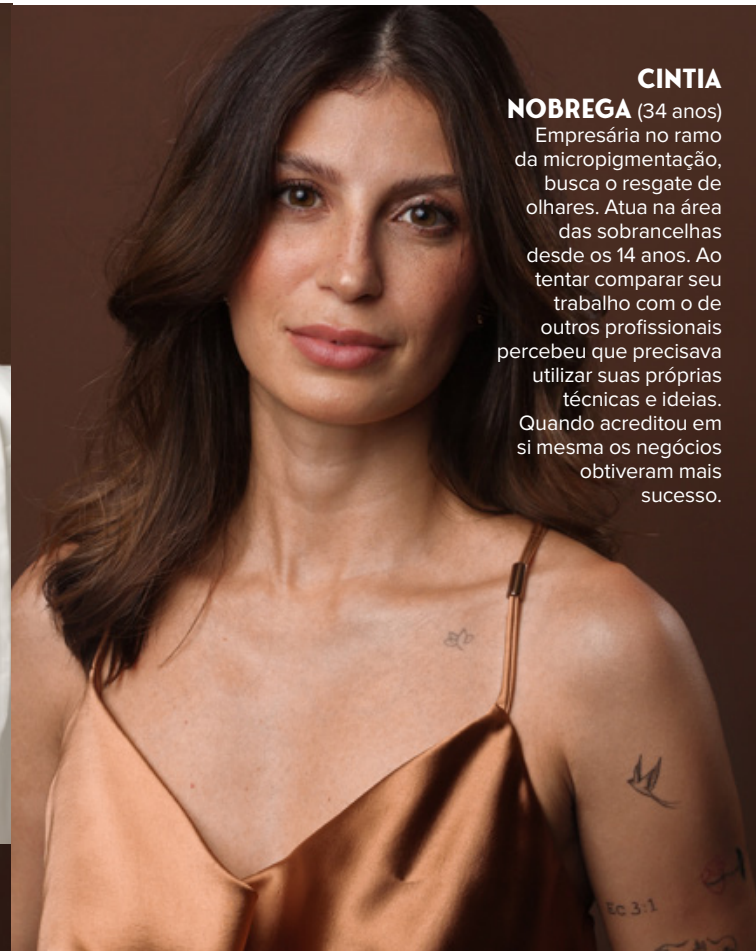 CINTIA
NOBREGA (34 anos)
Empresária no ramo
da micropigmentação,
busca o resgate de
olhares. Atua na área
das sobrancelhas
desde os 14 anos. Ao
tentar comparar seu
trabalho com o de
outros profissionais
percebeu que precisava
utilizar suas próprias
técnicas e ideias.
Quando acreditou em
si mesma os negócios
obtiveram mais
sucesso.
Ec 3:1